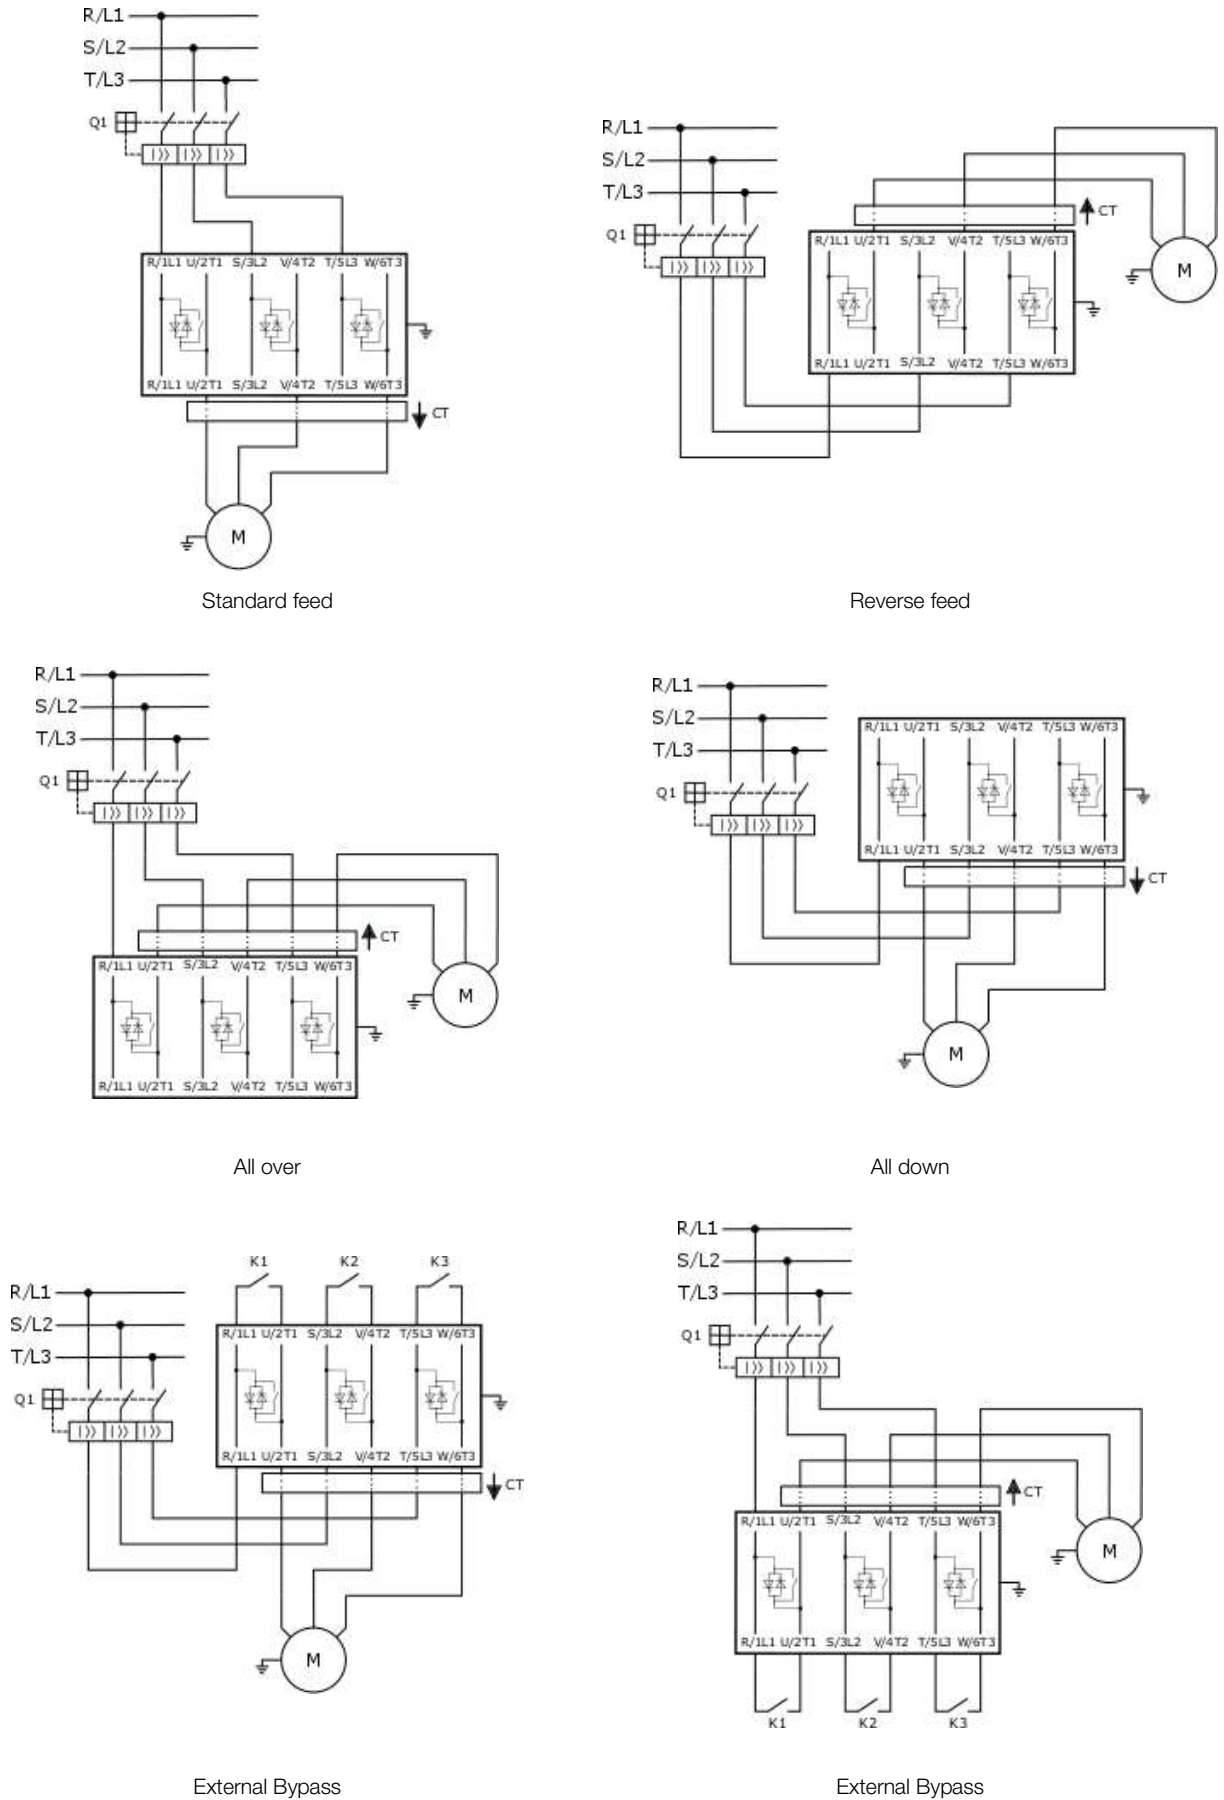 R/L1
S/L2
T/L3
Q1
R/1L1 U/2T1 S/3L2 V/4T2 T/5L3 W/6T3
R/1L1 U/2T1 S/3L2 V/4T2 T/5L3 W/6T3
CT
M
Standard feed
R/L1
S/L2
T/L3
Q1
CT
R/1L1 U/2T1 S/3L2 V/4T2 T/5L3 W/6T3
M
R/1L1 U/2T1 S/3L2 V/4T2 T/5L3 W/6T3
Reverse feed
R/L1
S/L2
T/L3
Q1
CT
R/1L1 U/2T1 S/3L2 V/4T2 T/5L3 W/6T3
M
R/1L1 U/2T1 S/3L2 V/4T2 T/5L3 W/6T3
All over
R/L1
S/L2
T/L3
Q1
R/1L1 U/2T1 S/3L2 V/4T2 T/5L3 W/6T3
R/1L1 U/2T1 S/3L2 V/4T2 T/5L3 W/6T3
CT
M
All down
K1 K2 K3
R/L1
S/L2
T/L3
Q1
R/1L1 U/2T1 S/3L2 V/4T2 T/5L3 W/6T3
R/1L1 U/2T1 S/3L2 V/4T2 T/5L3 W/6T3
CT
M
External Bypass
R/L1
S/L2
T/L3
Q1
CT
R/1L1 U/2T1 S/3L2 V/4T2 T/5L3 W/6T3
M
R/1L1 U/2T1 S/3L2 V/4T2 T/5L3 W/6T3
K1 K2 K3
External Bypass